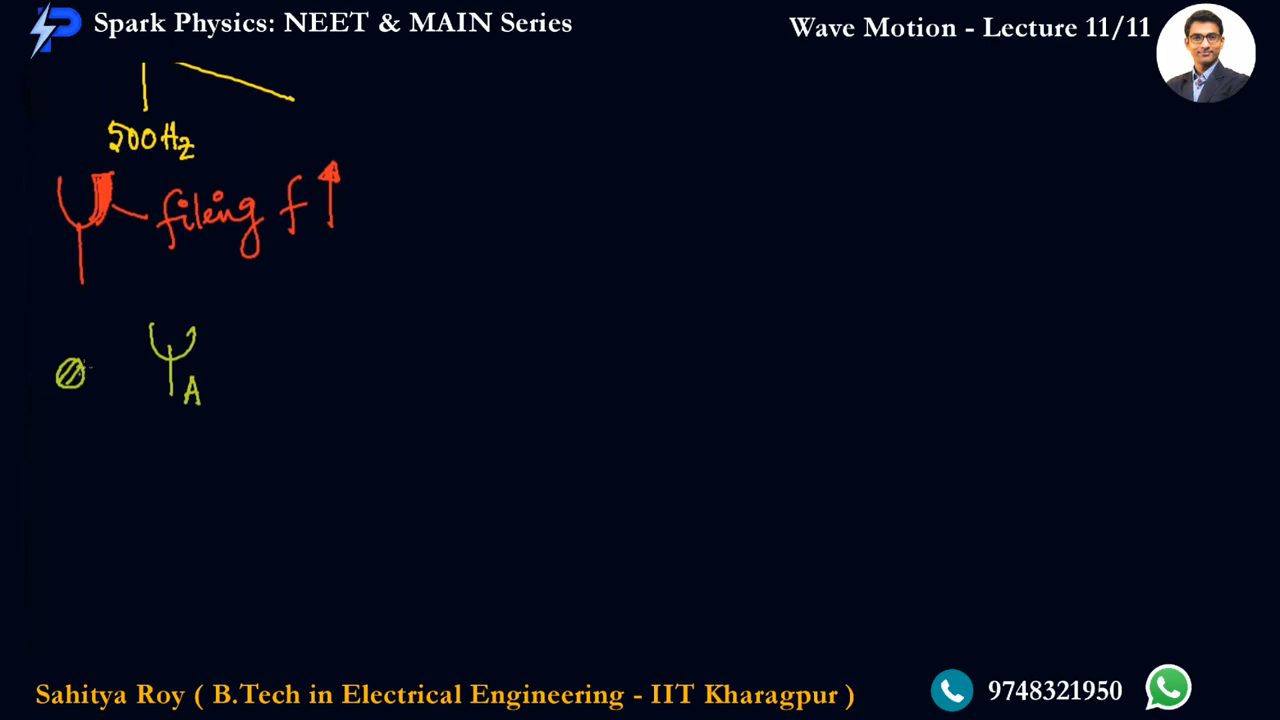 Spark Physics: NEET & MAIN Series
Wave Motion - Lecture 11/11
500Hz
fileing f ↑
A
Sahitya Roy ( B.Tech in Electrical Engineering - IIT Kharagpur )
9748321950